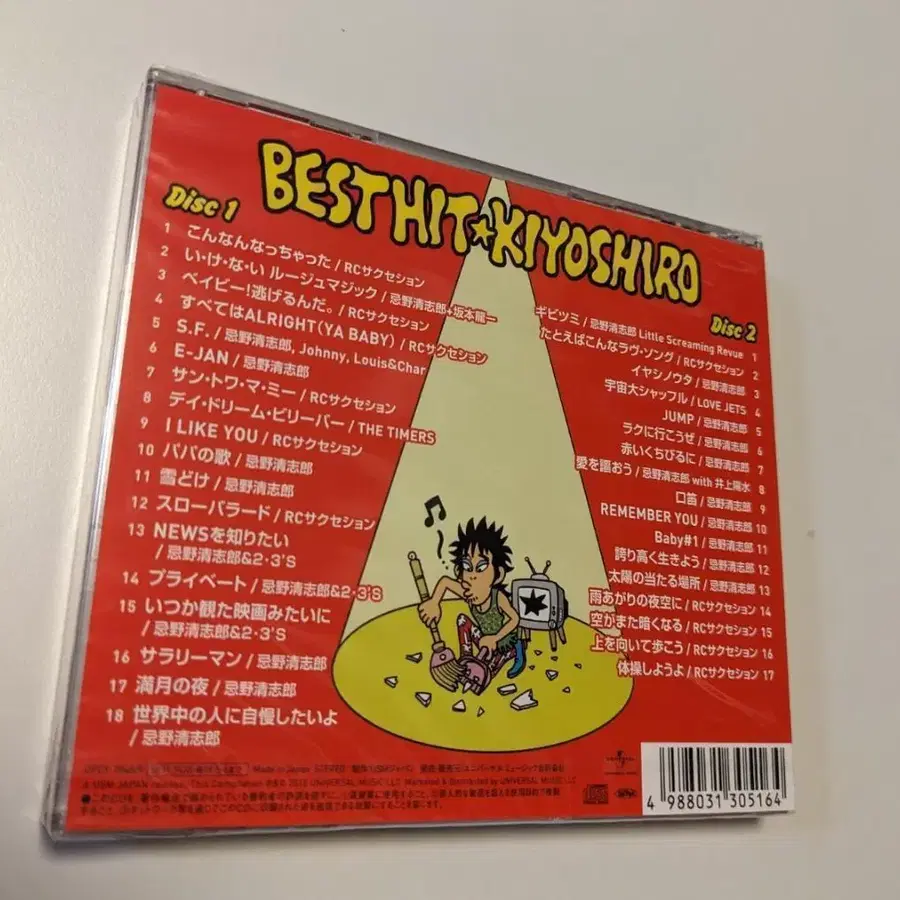 BEST HIT★KIYOSHIRO
Disc 1
1 こんなんなっちゃった / RCサクセション
2 い・け・な・い ルージュマジック / 忌野清志郎+坂本龍一
3 ベイビー!逃げるんだ。 / RCサクセション
4 すべてはALRIGHT(YA BABY) / RCサクセション
5 S.F. / 忌野清志郎, Johnny, Louis&Char
6 E-JAN / 忌野清志郎
7 サン・トワ・マ・ミー / RCサクセション
8 デイ・ドリーム・ビリーバー / THE TIMERS
9 I LIKE YOU / RCサクセション
10 パパの歌 / 忌野清志郎
11 雪どけ / 忌野清志郎
12 スローバラード / RCサクセション
13 NEWSを知りたい
/ 忌野清志郎&2・3'S
14 プライベート / 忌野清志郎&2・3'S
15 いつか観た映画みたいに
/ 忌野清志郎&2・3'S
16 サラリーマン / 忌野清志郎
17 満月の夜 / 忌野清志郎
18 世界中の人に自慢したいよ
/ 忌野清志郎
Disc 2
ギビツミ / 忌野清志郎 Little Screaming Revue 1
たとえばこんなラヴ・ソング / RCサクセション 2
イヤシノウタ / 忌野清志郎 3
宇宙大シャッフル / LOVE JETS 4
JUMP / 忌野清志郎 5
ラクに行こうぜ / 忌野清志郎 6
赤いくちびるに / 忌野清志郎 7
愛を謳おう / 忌野清志郎 with 井上陽水 8
口笛 / 忌野清志郎 9
REMEMBER YOU / 忌野清志郎 10
Baby#1 / 忌野清志郎 11
誇り高く生きよう / 忌野清志郎 12
太陽の当たる場所 / 忌野清志郎 13
雨あがりの夜空に / RCサクセション 14
空がまた暗くなる / RCサクセション 15
上を向いて歩こう / RCサクセション 16
体操しようよ / RCサクセション 17
Made in Japan STEREO
UNIVERSAL
4 988031 305164